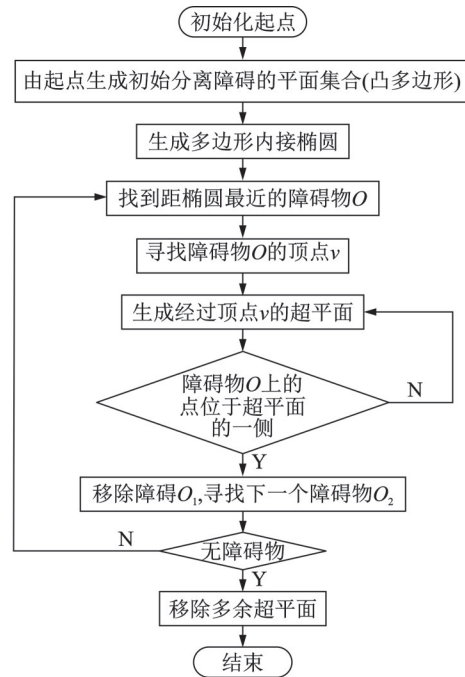 初始化起点
由起点生成初始分离障碍的平面集合(凸多边形)
生成多边形内接椭圆
找到距椭圆最近的障碍物O
寻找障碍物O的顶点v
生成经过顶点v的超平面
障碍物O上的
点位于超平面
的一侧
N
Y
移除障碍O₁,寻找下一个障碍物O₂
N
无障碍物
Y
移除多余超平面
结束